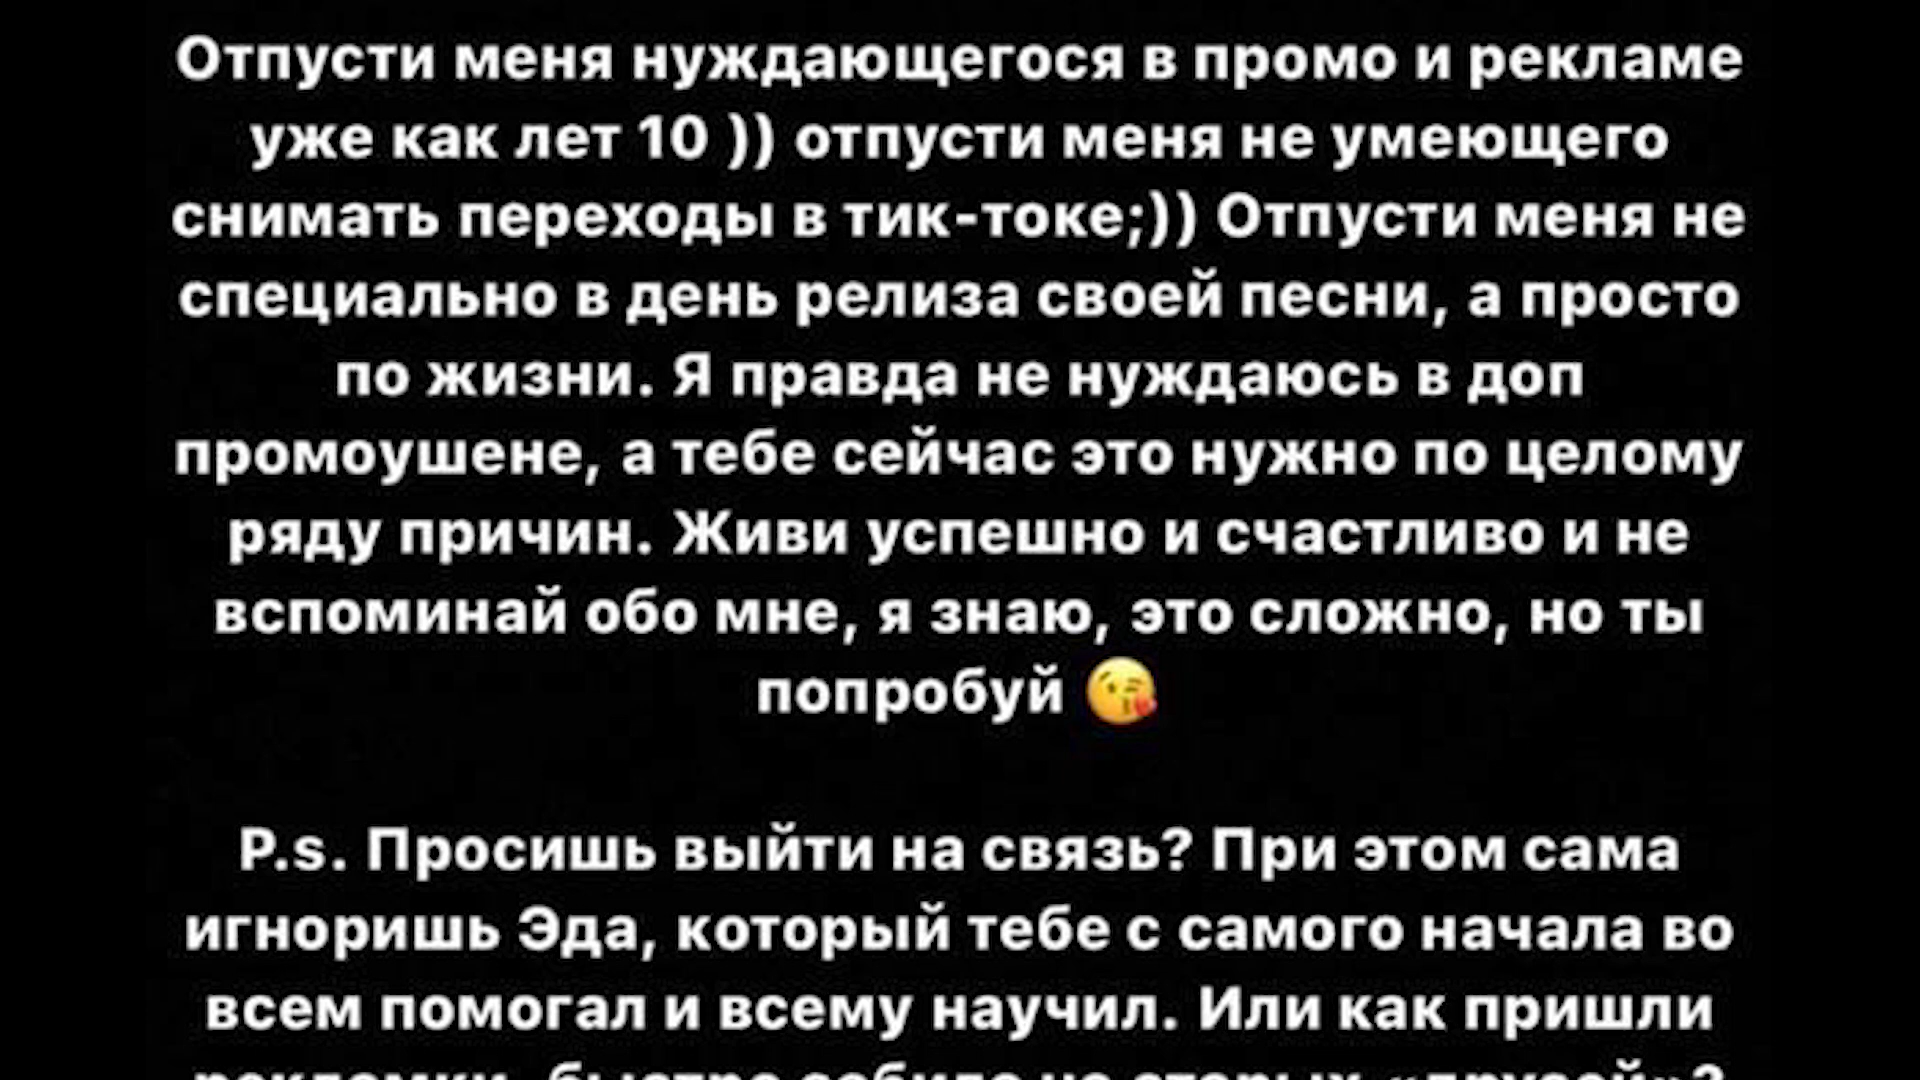 Отпусти меня нуждающегося в промо и рекламе
уже как лет 10 )) отпусти меня не умеющего
снимать переходы в тик-токе;)) Отпусти меня не
специально в день релиза своей песни, а просто
по жизни. Я правда не нуждаюсь в доп
промоушене, а тебе сейчас это нужно по целому
ряду причин. Живи успешно и счастливо и не
вспоминай обо мне, я знаю, это сложно, но ты
попробуй 😘
P.s. Просишь выйти на связь? При этом сама
игноришь Эда, который тебе с самого начала во
всем помогал и всему научил. Или как пришли